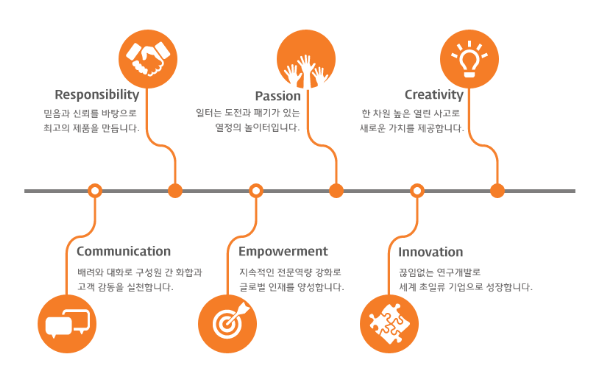 Responsibility
믿음과 신뢰를 바탕으로
최고의 제품을 만듭니다.
Passion
일터는 도전과 패기가 있는
열정의 놀이터입니다.
Creativity
한 차원 높은 열린 사고로
새로운 가치를 제공합니다.
Communication
배려와 대화로 구성원 간 화합과
고객 감동을 실천합니다.
Empowerment
지속적인 전문역량 강화로
글로벌 인재를 양성합니다.
Innovation
끊임없는 연구개발로
세계 초일류 기업으로 성장합니다.